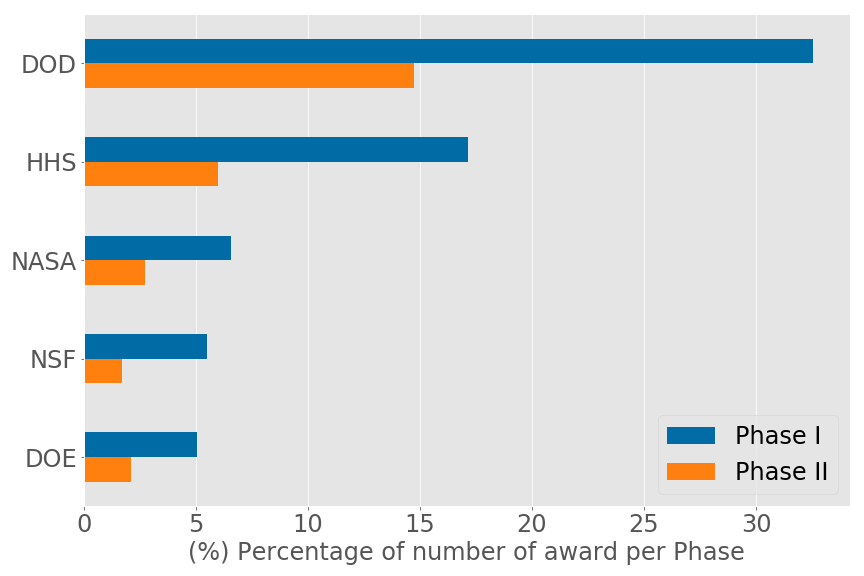 DOD
HHS
NASA
NSF
DOE
Phase I
Phase II
0 5 10 15 20 25 30
(%) Percentage of number of award per Phase